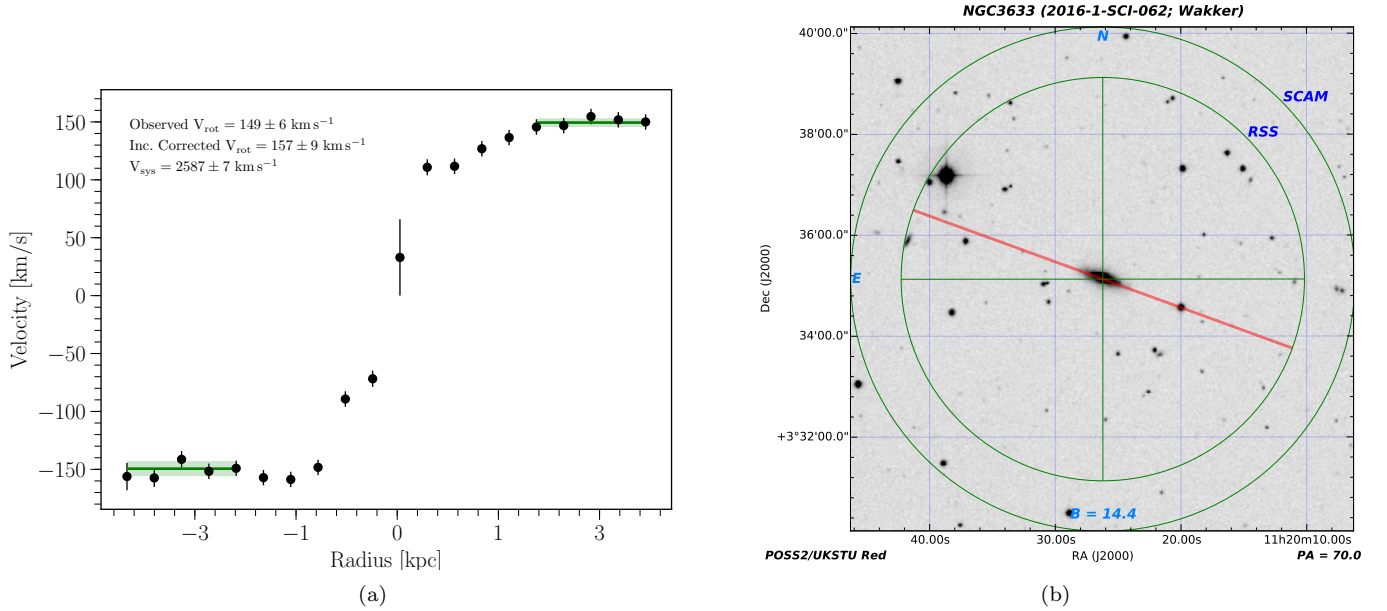 NGC3633 (2016-1-SCI-062; Wakker)
Observed V_rot = 149 ± 6 km s⁻¹
Inc. Corrected V_rot = 157 ± 9 km s⁻¹
V_sys = 2587 ± 7 km s⁻¹
150
100
50
0
−50
−100
−150
Velocity [km/s]
−3
−1
0
1
3
Radius [kpc]
(a)
40'00.0"
38'00.0"
36'00.0"
34'00.0"
+3°32'00.0"
Dec (J2000)
N
SCAM
RSS
E
B = 14.4
40.00s
30.00s
20.00s
11h20m10.00s
POSS2/UKSTU Red
RA (J2000)
PA = 70.0
(b)